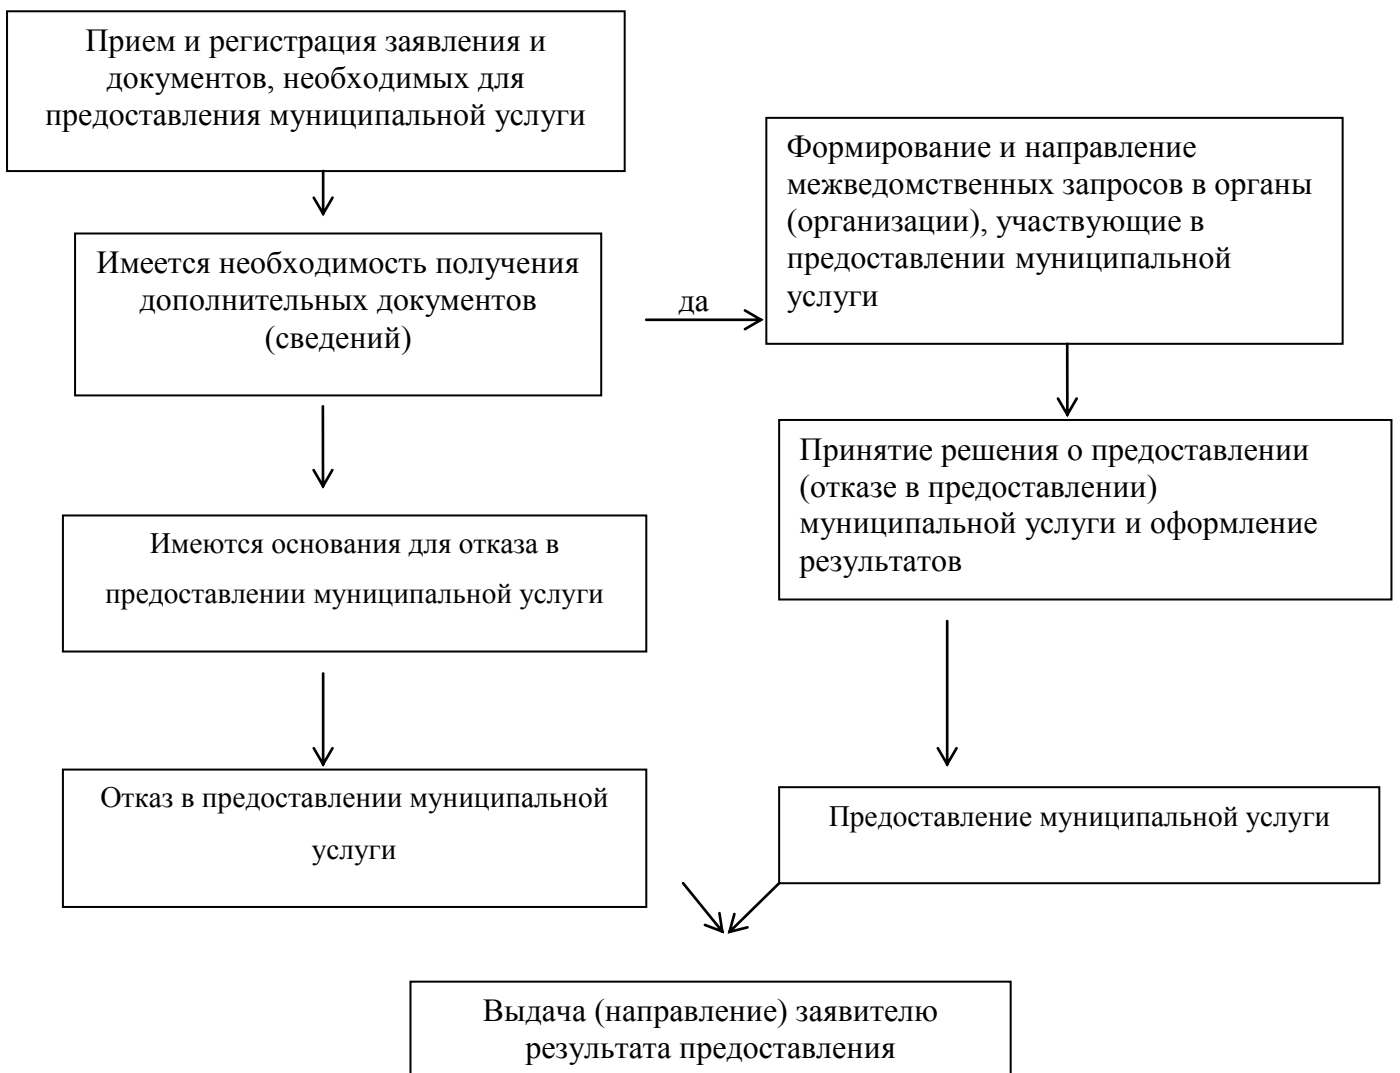 Прием и регистрация заявления и
документов, необходимых для
предоставления муниципальной услуги
Формирование и направление
межведомственных запросов в органы
(организации), участвующие в
предоставлении муниципальной
услуги
Имеется необходимость получения
дополнительных документов
(сведений)
да
Принятие решения о предоставлении
(отказе в предоставлении)
муниципальной услуги и оформление
результатов
Имеются основания для отказа в
предоставлении муниципальной услуги
Отказ в предоставлении муниципальной
услуги
Предоставление муниципальной услуги
Выдача (направление) заявителю
результата предоставления